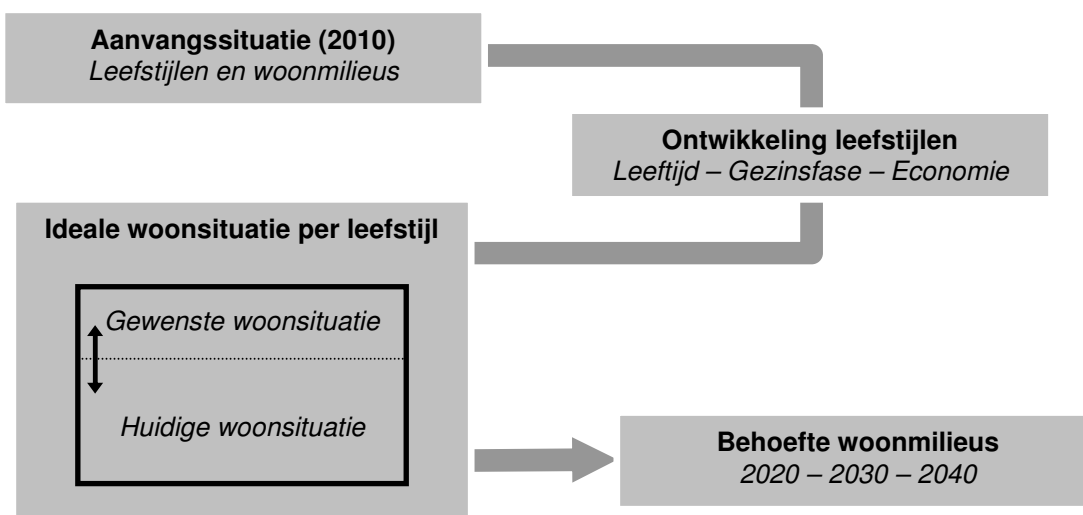 Aanvangssituatie (2010)
Leefstijlen en woonmilieus
Ontwikkeling leefstijlen
Leeftijd – Gezinsfase – Economie
Ideale woonsituatie per leefstijl
Gewenste woonsituatie
Huidige woonsituatie
Behoefte woonmilieus
2020 – 2030 – 2040